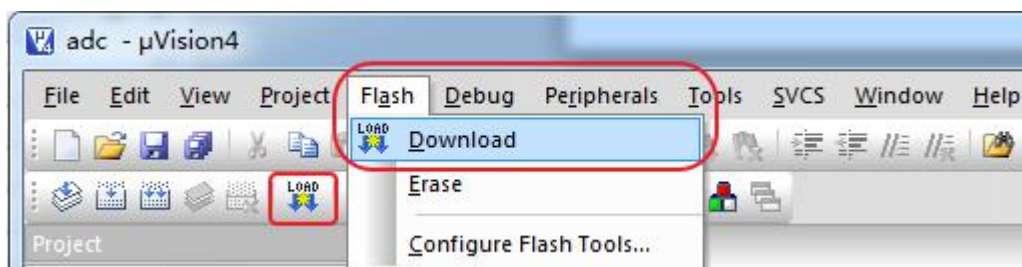 adc - µVision4
File Edit View Project Flash Debug Peripherals Tools SVCS Window Help
LOAD Download
LOAD Erase
Project Configure Flash Tools...